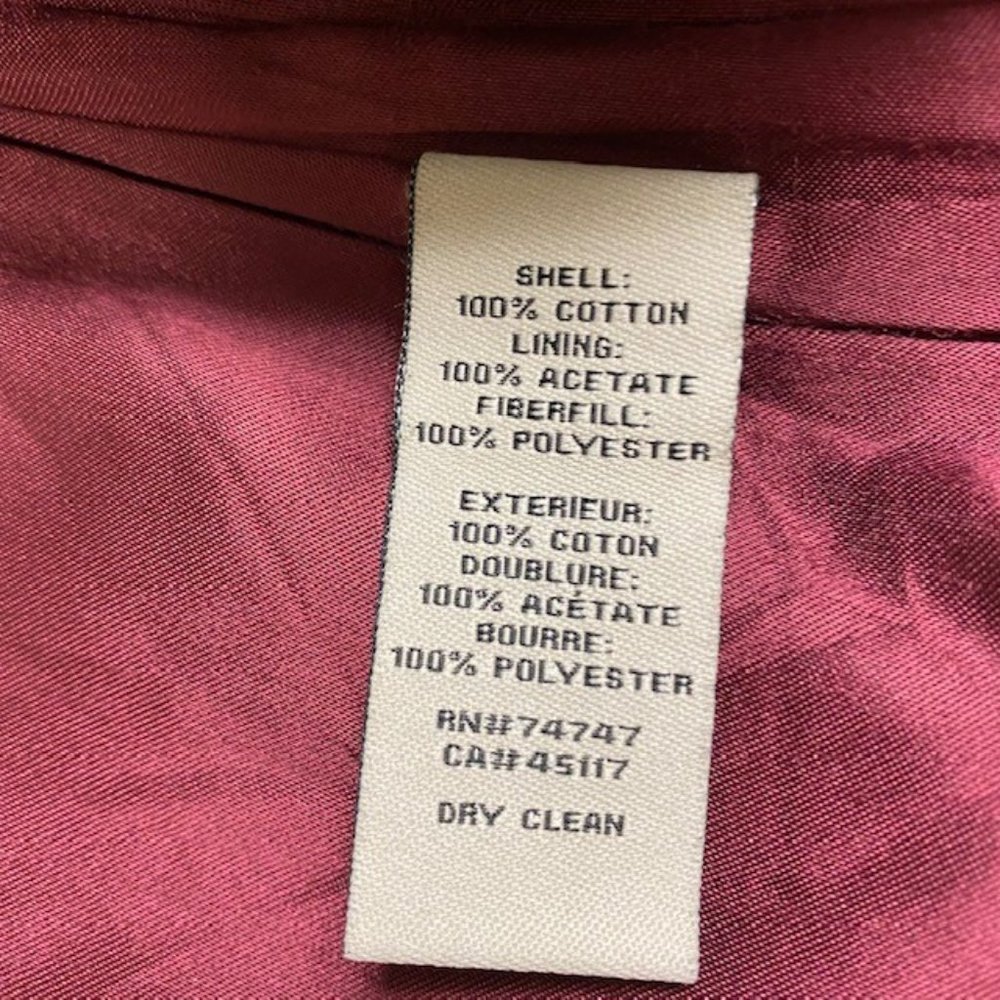 SHELL:
100% COTTON
LINING:
100% ACETATE
FIBERFILL:
100% POLYESTER
EXTERIEUR:
100% COTON
DOUBLURE:
100% ACÉTATE
BOURRE:
100% POLYESTER
RN#74747
CA#45117
DRY CLEAN